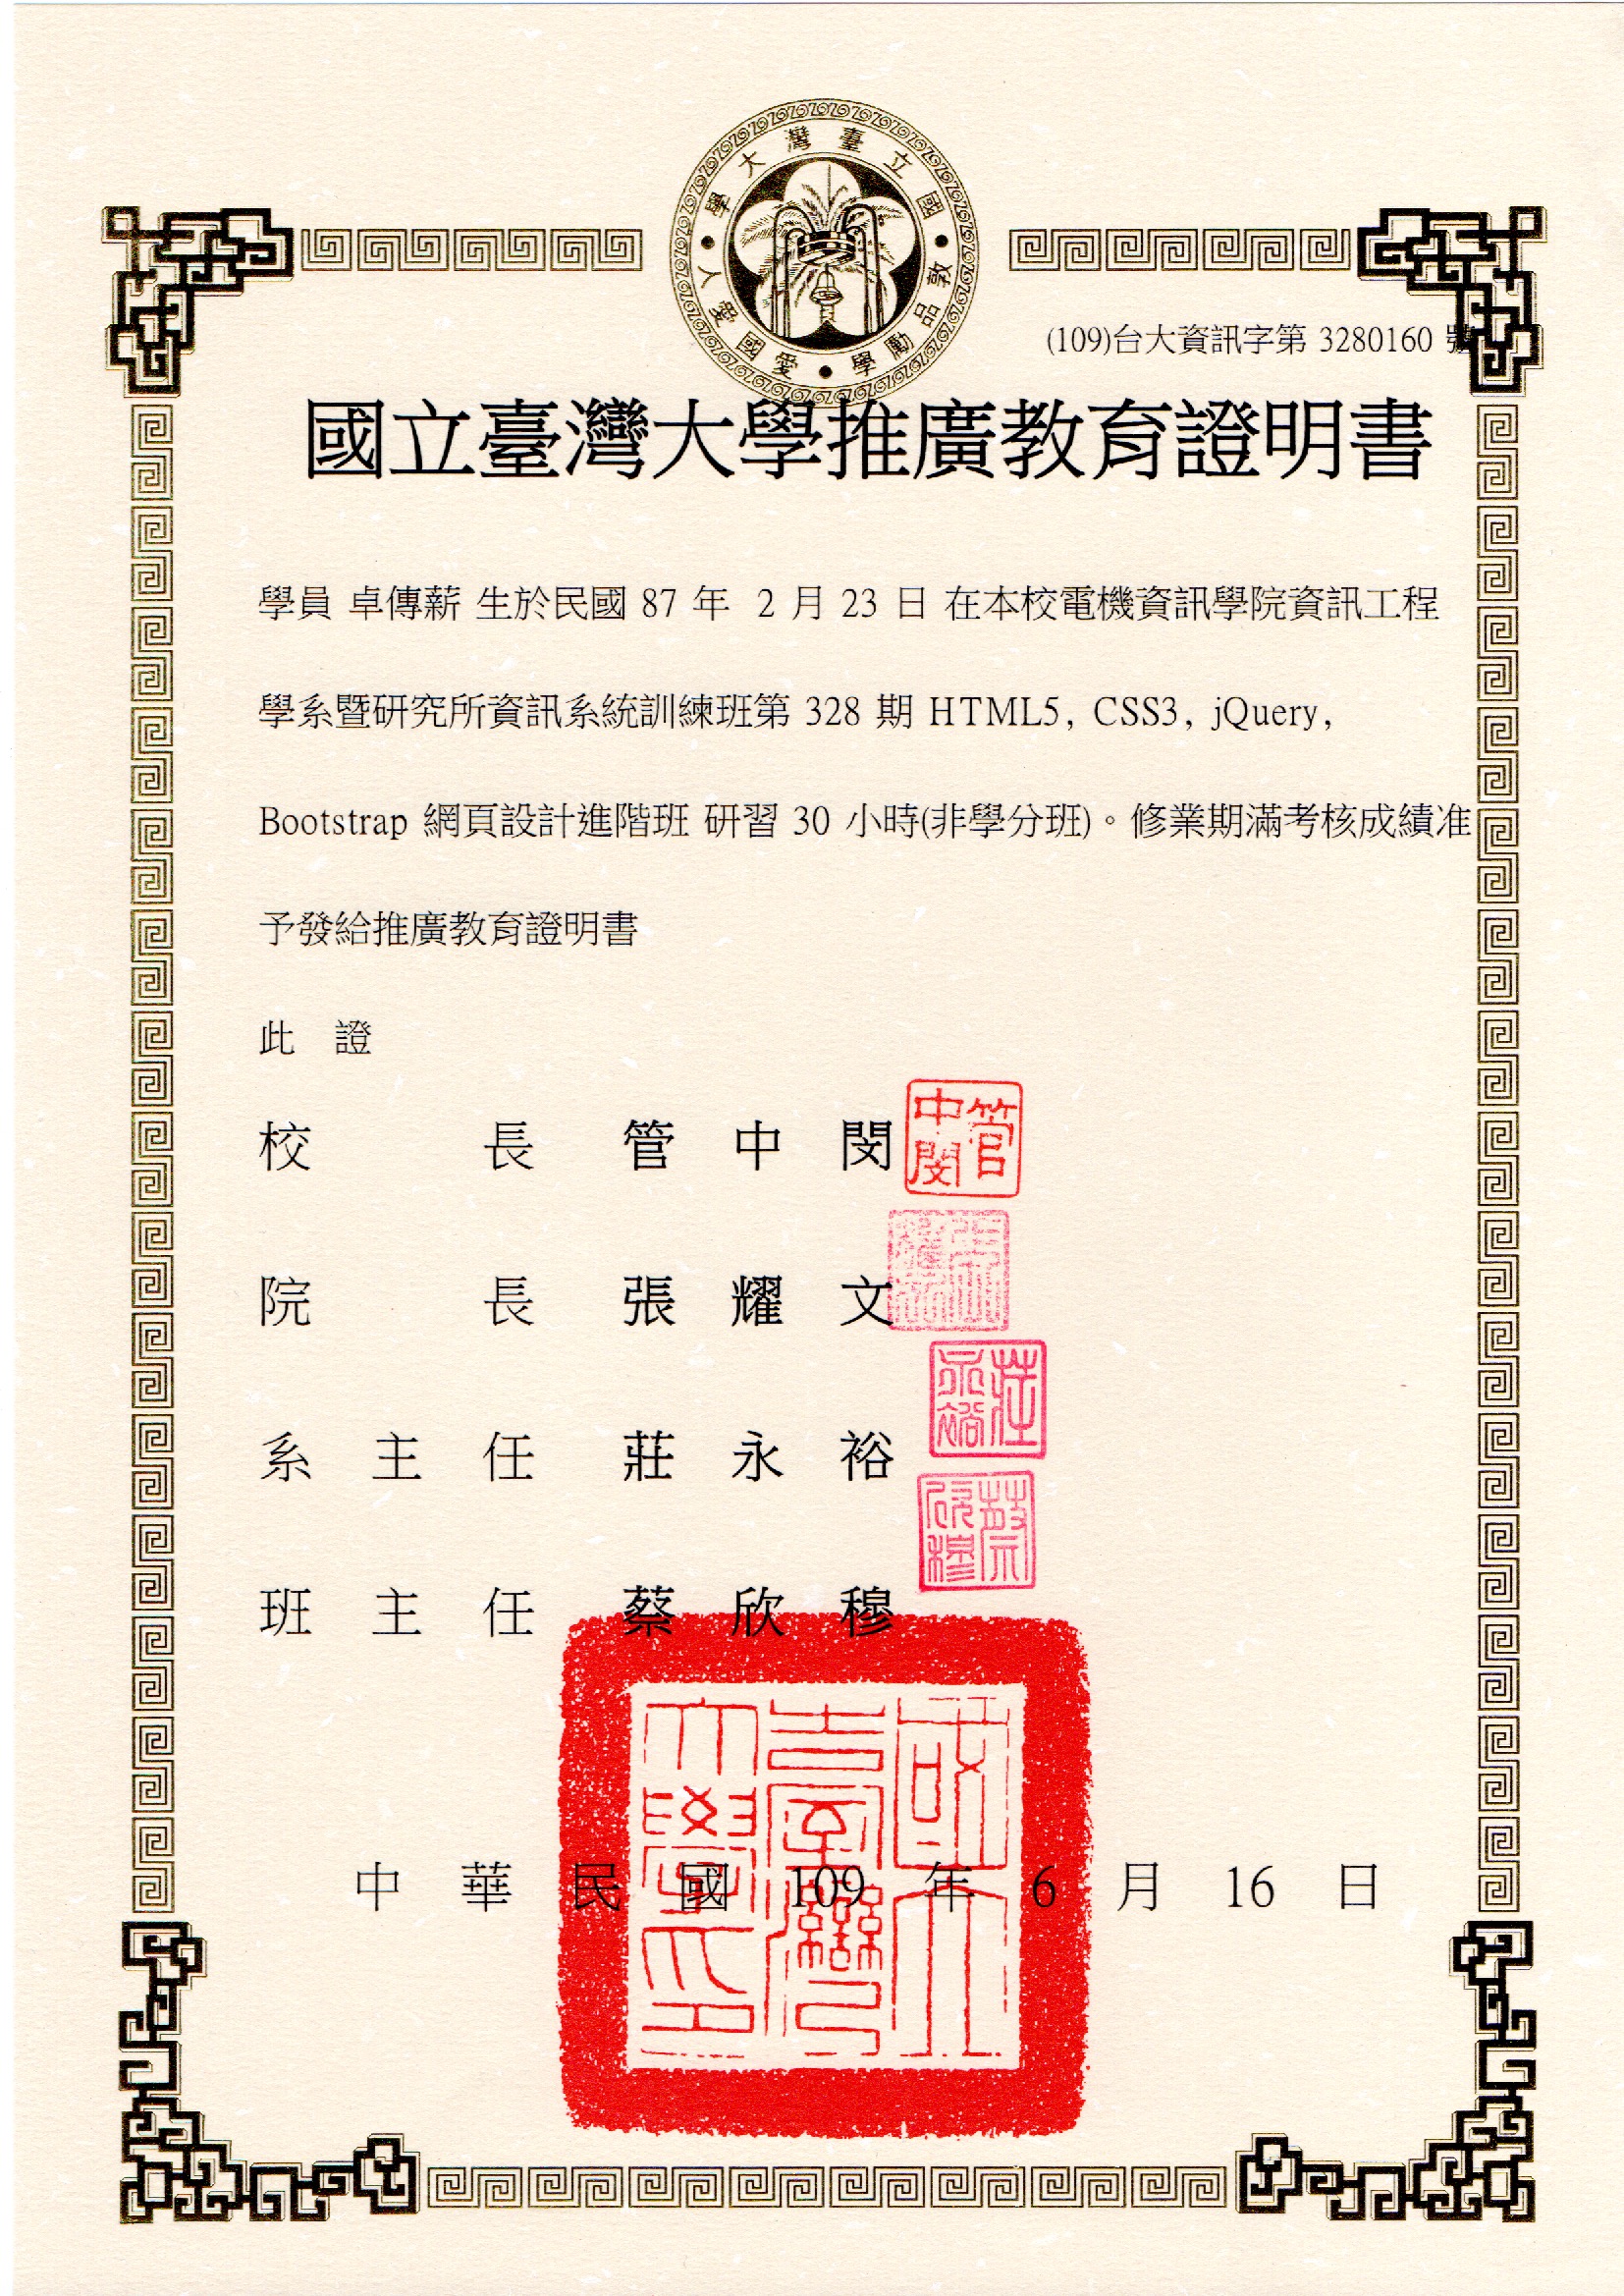 國立臺灣大學
敦品勵學 愛國愛人
(109)台大資訊字第 3280160 號
國立臺灣大學推廣教育證明書
學員 卓傳薪 生於民國 87 年 2 月 23 日 在本校電機資訊學院資訊工程
學系暨研究所資訊系統訓練班第 328 期 HTML5, CSS3, jQuery,
Bootstrap 網頁設計進階班 研習 30 小時(非學分班)。修業期滿考核成績准
予發給推廣教育證明書
此 證
校 長 管 中 閔
管中閔
院 長 張 耀 文
系 主 任 莊 永 裕
莊永裕
班 主 任 蔡 欣 穆
蔡欣穆
國立臺灣大學印
中 華 民 國 109 年 6 月 16 日